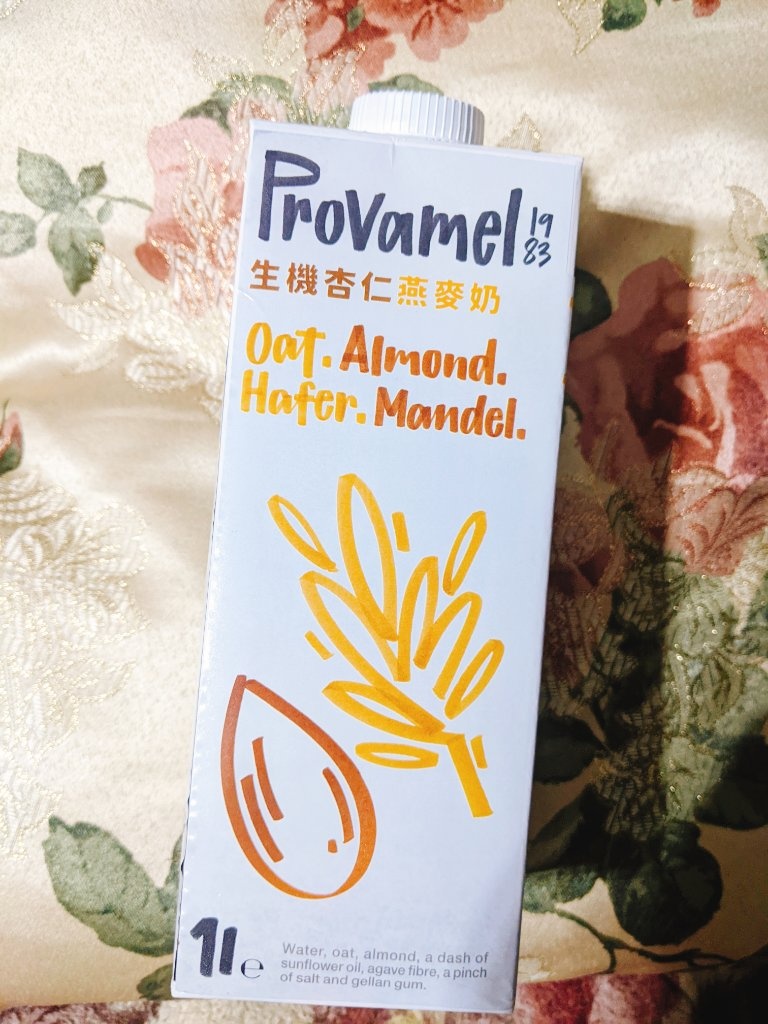 Provamel
19
83
生機杏仁燕麥奶
Oat. Almond.
Hafer. Mandel.
1l e
Water, oat, almond, a dash of
sunflower oil, agave fibre, a pinch
of salt and gellan gum.